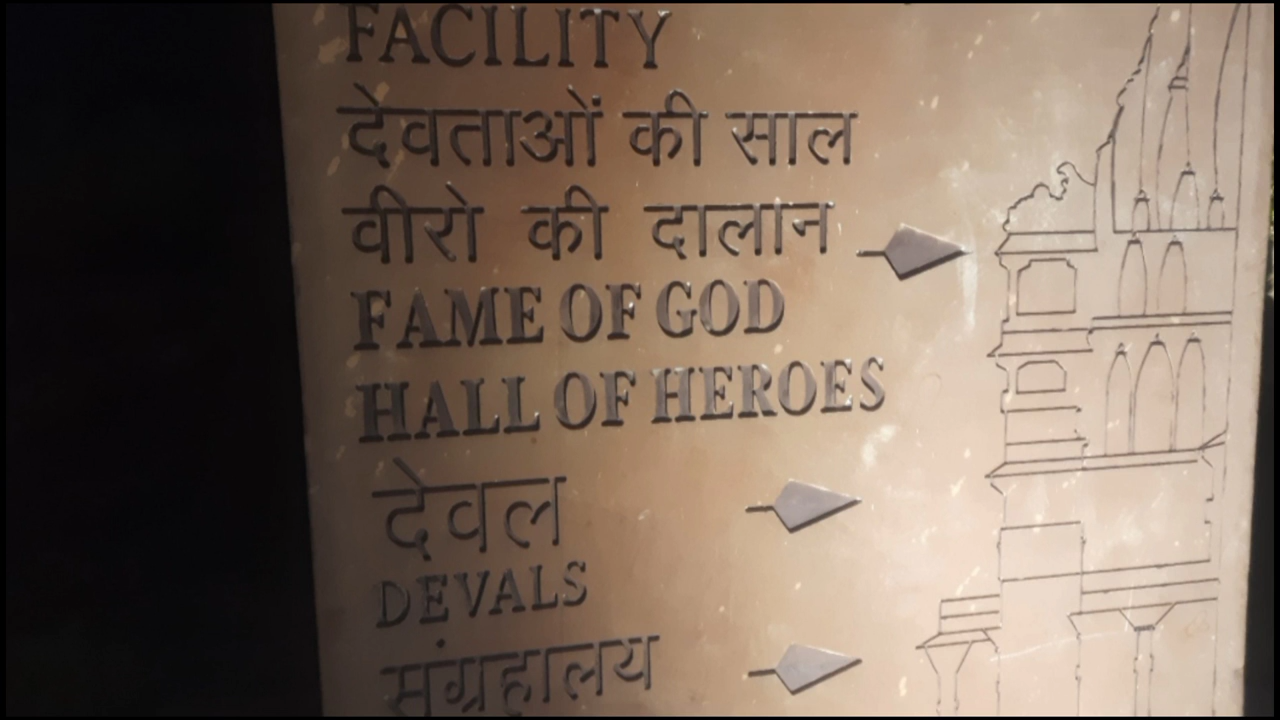 FACILITY
देवताओं की साल
वीरो की दालान
FAME OF GOD
HALL OF HEROES
देवल
DEVALS
संग्रहालय